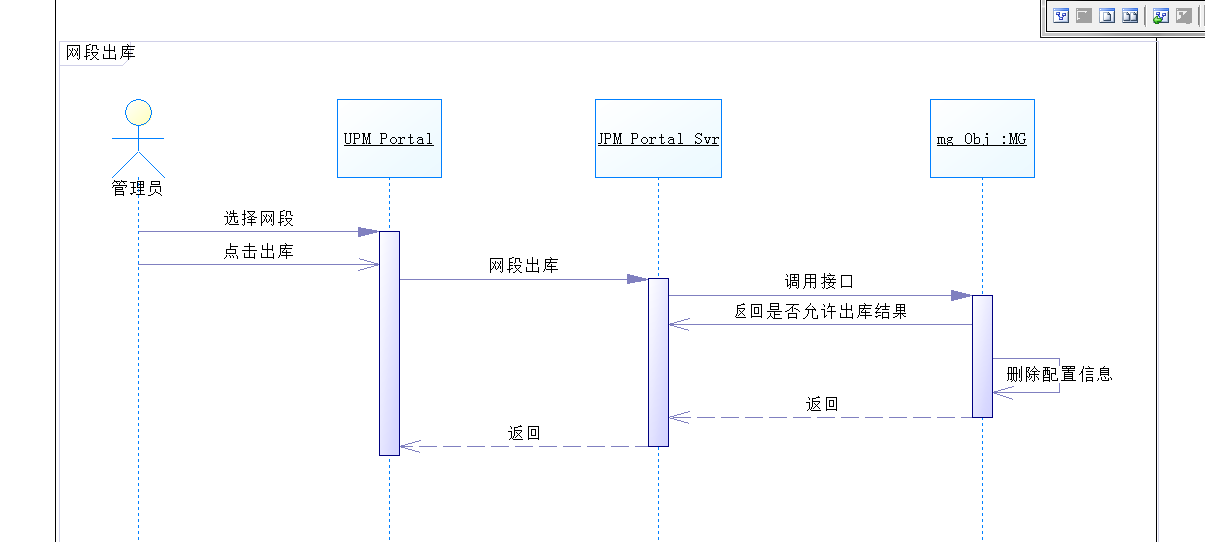 网段出库
UPM Portal
JPM Portal Svr
mg Obj :MG
管理员
选择网段
点击出库
网段出库
调用接口
返回是否允许出库结果
删除配置信息
返回
返回